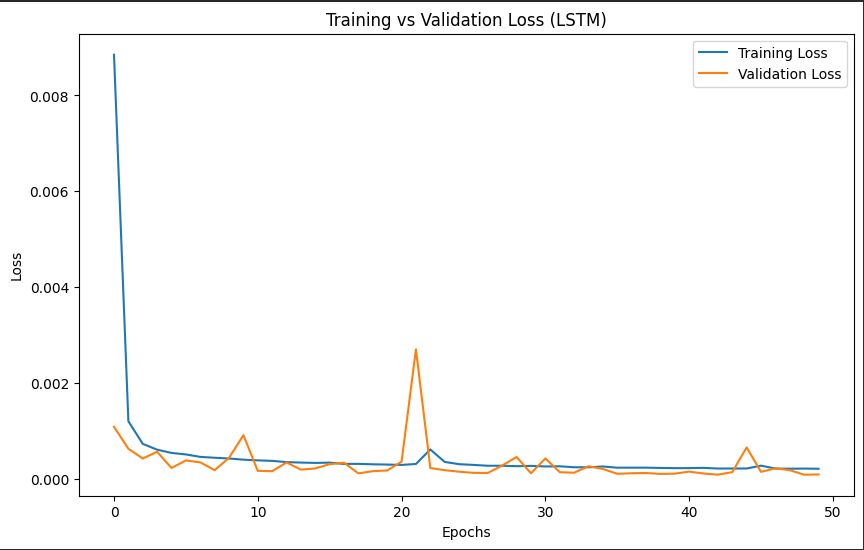 Training vs Validation Loss (LSTM)
Training Loss
Validation Loss
0.008
0.006
0.004
0.002
0.000
Loss
0 10 20 30 40 50
Epochs